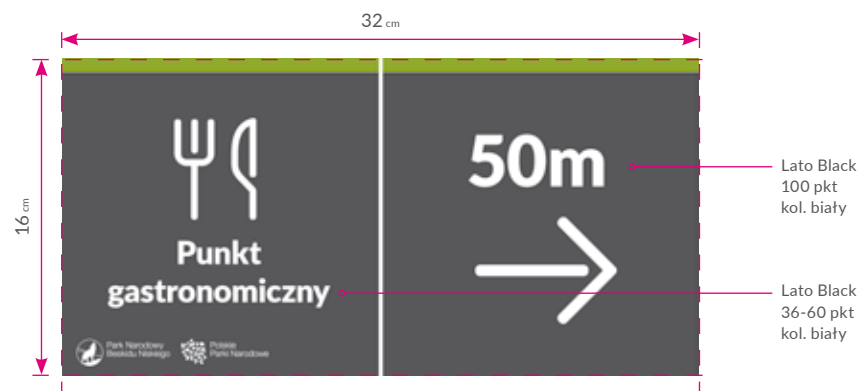 32 cm
16 cm
Punkt
gastronomiczny
Park Narodowy
Beskidu Niskiego
Polskie
Parki Narodowe
50m
Lato Black
100 pkt
kol. biały
Lato Black
36-60 pkt
kol. biały